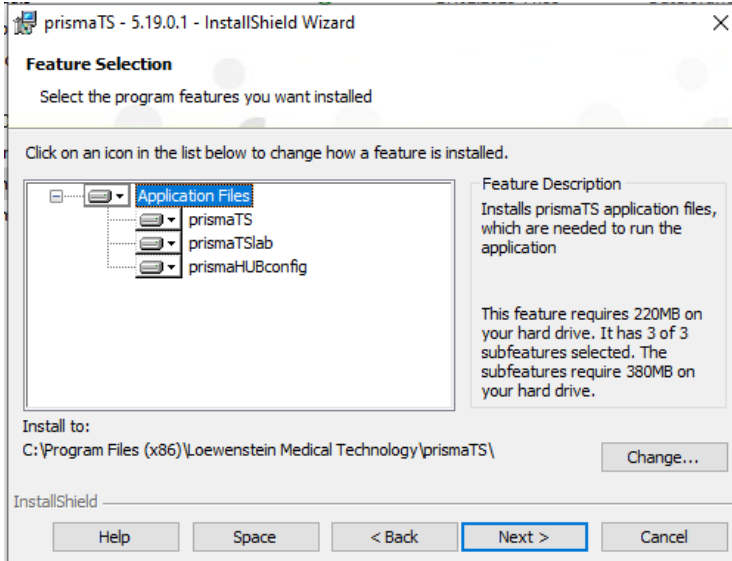 prismaTS - 5.19.0.1 - InstallShield Wizard
Feature Selection
Select the program features you want installed
Click on an icon in the list below to change how a feature is installed.
Application Files
prismaTS
prismaTSlab
prismaHUBconfig
Feature Description
Installs prismaTS application files,
which are needed to run the
application
This feature requires 220MB on
your hard drive. It has 3 of 3
subfeatures selected. The
subfeatures require 380MB on
your hard drive.
Install to:
C:\Program Files (x86)\Loewenstein Medical Technology\prismaTS\
Change...
InstallShield
Help
Space
< Back
Next >
Cancel